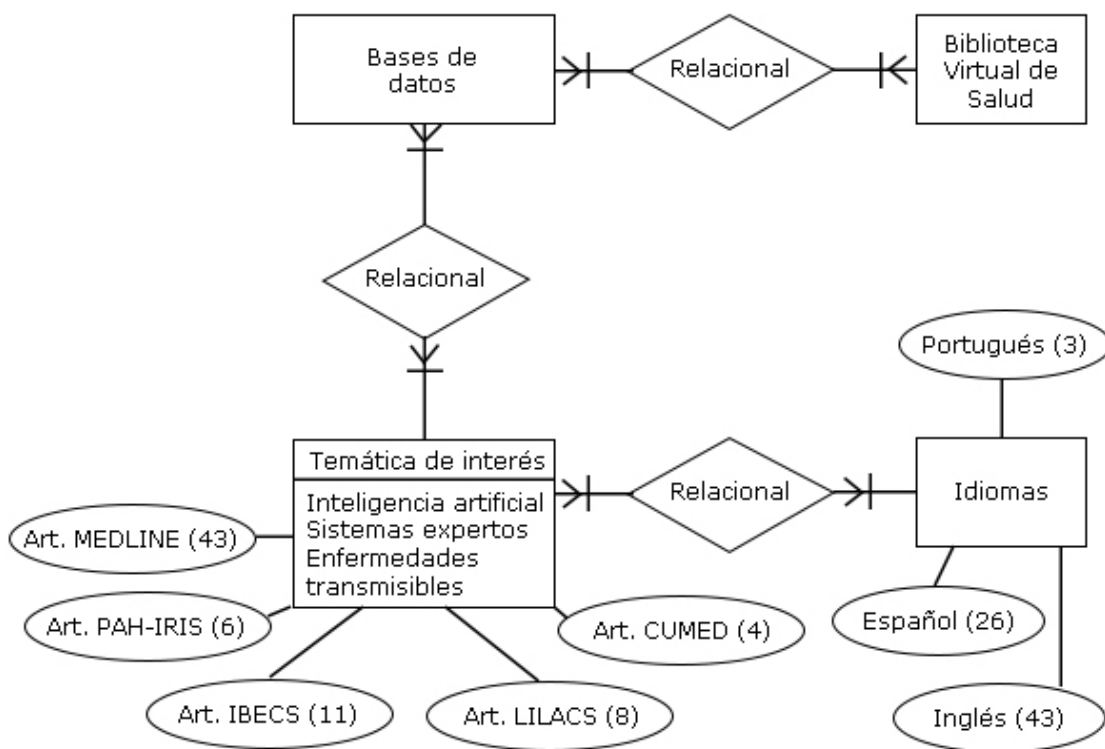 Bases de
datos
Relacional
Biblioteca
Virtual de
Salud
Relacional
Portugués (3)
Temática de interés
Inteligencia artificial
Sistemas expertos
Enfermedades
transmisibles
Relacional
Idiomas
Art. MEDLINE (43)
Art. PAH-IRIS (6)
Art. CUMED (4)
Español (26)
Art. IBECS (11)
Art. LILACS (8)
Inglés (43)